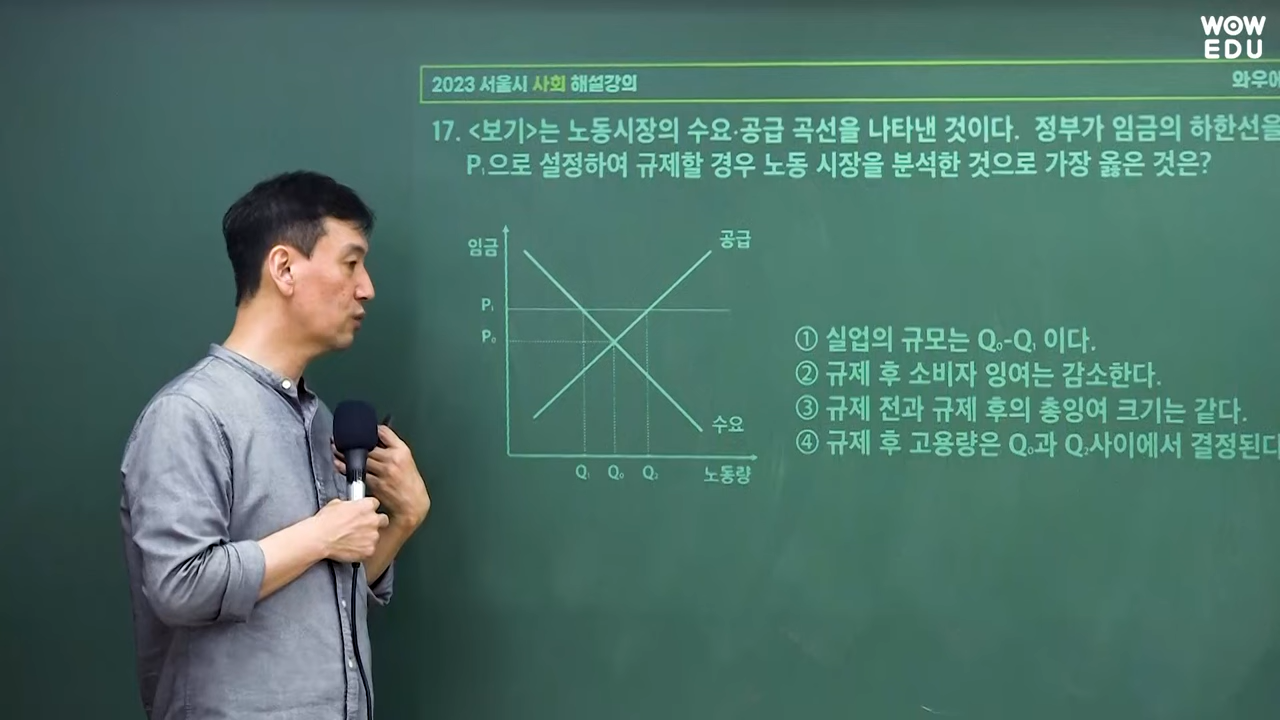 WOW
EDU
2023 서울시 사회 해설강의
와우에
17. <보기>는 노동시장의 수요·공급 곡선을 나타낸 것이다. 정부가 임금의 하한선을
P₁으로 설정하여 규제할 경우 노동 시장을 분석한 것으로 가장 옳은 것은?
임금
공급
P₁
P₀
수요
Q₁ Q₀ Q₂ 노동량
① 실업의 규모는 Q₀-Q₁ 이다.
② 규제 후 소비자 잉여는 감소한다.
③ 규제 전과 규제 후의 총잉여 크기는 같다.
④ 규제 후 고용량은 Q₀과 Q₂사이에서 결정된다